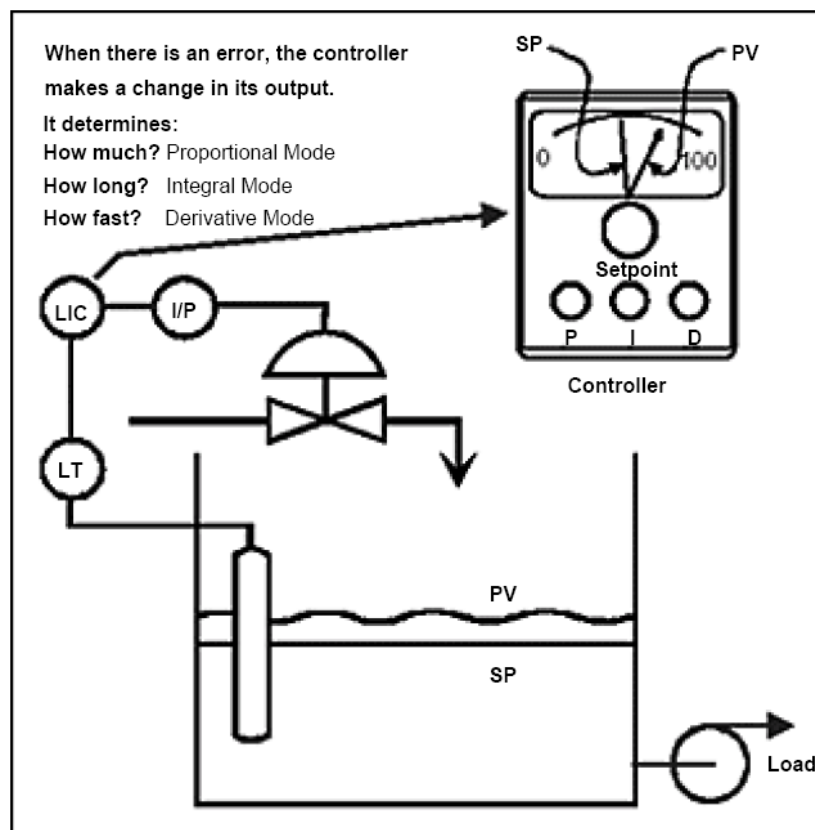 When there is an error, the controller
makes a change in its output.
It determines:
How much? Proportional Mode
How long? Integral Mode
How fast? Derivative Mode
SP
PV
0
100
Setpoint
P I D
Controller
LIC
I/P
LT
PV
SP
Load